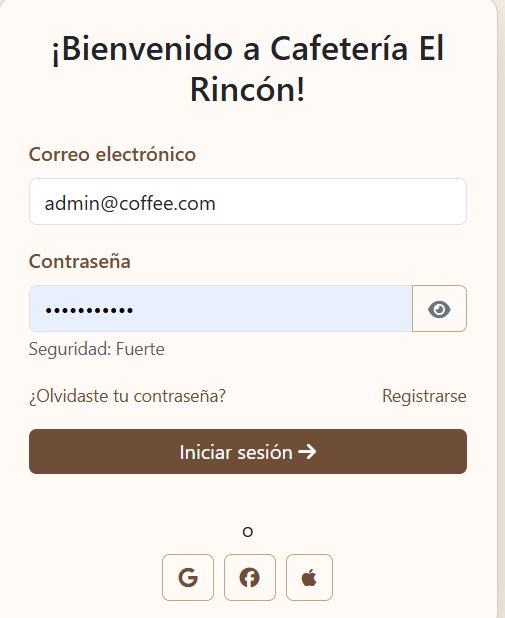 ¡Bienvenido a Cafetería El
Rincón!
Correo electrónico
admin@coffee.com
Contraseña
•••••••••••
Seguridad: Fuerte
¿Olvidaste tu contraseña? Registrarse
Iniciar sesión →
o